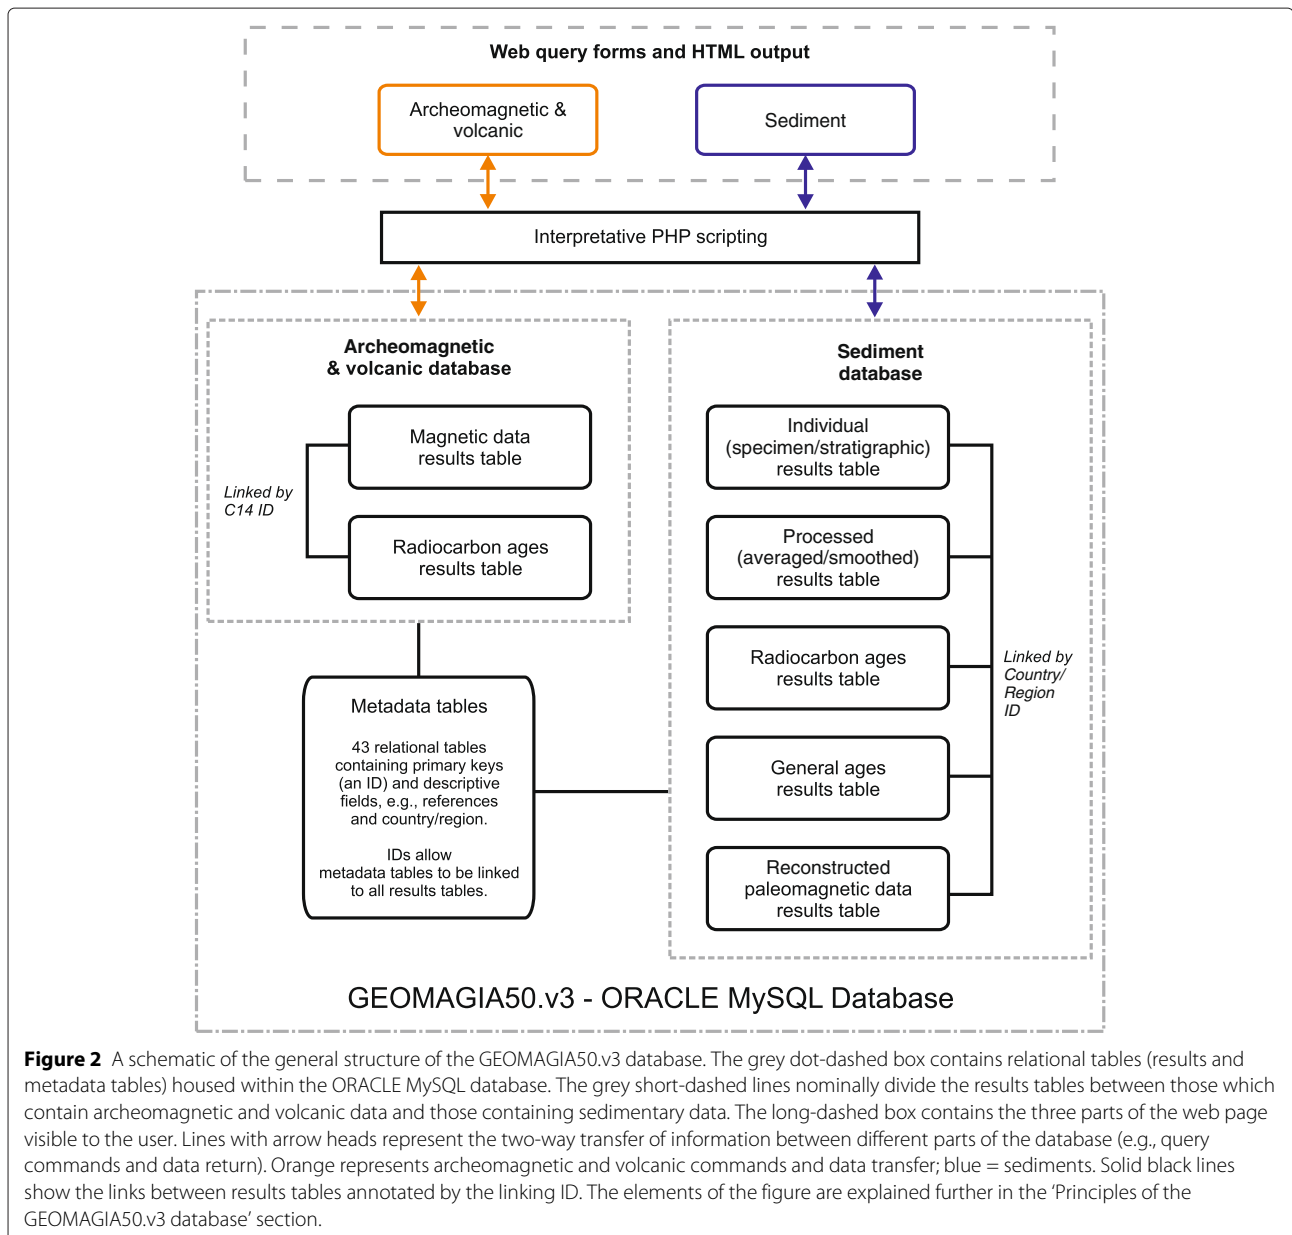 Web query forms and HTML output
Archeomagnetic &
volcanic
Sediment
Interpretative PHP scripting
Archeomagnetic
& volcanic database
Magnetic data
results table
Linked by
C14 ID
Radiocarbon ages
results table
Metadata tables
43 relational tables
containing primary keys
(an ID) and descriptive
fields, e.g., references
and country/region.
IDs allow
metadata tables to be linked
to all results tables.
Sediment
database
Individual
(specimen/stratigraphic)
results table
Processed
(averaged/smoothed)
results table
Radiocarbon ages
results table
Linked by
Country/
Region
ID
General ages
results table
Reconstructed
paleomagnetic data
results table
GEOMAGIA50.v3 - ORACLE MySQL Database
Figure 2 A schematic of the general structure of the GEOMAGIA50.v3 database. The grey dot-dashed box contains relational tables (results and
metadata tables) housed within the ORACLE MySQL database. The grey short-dashed lines nominally divide the results tables between those which
contain archeomagnetic and volcanic data and those containing sedimentary data. The long-dashed box contains the three parts of the web page
visible to the user. Lines with arrow heads represent the two-way transfer of information between different parts of the database (e.g., query
commands and data return). Orange represents archeomagnetic and volcanic commands and data transfer; blue = sediments. Solid black lines
show the links between results tables annotated by the linking ID. The elements of the figure are explained further in the ‘Principles of the
GEOMAGIA50.v3 database’ section.